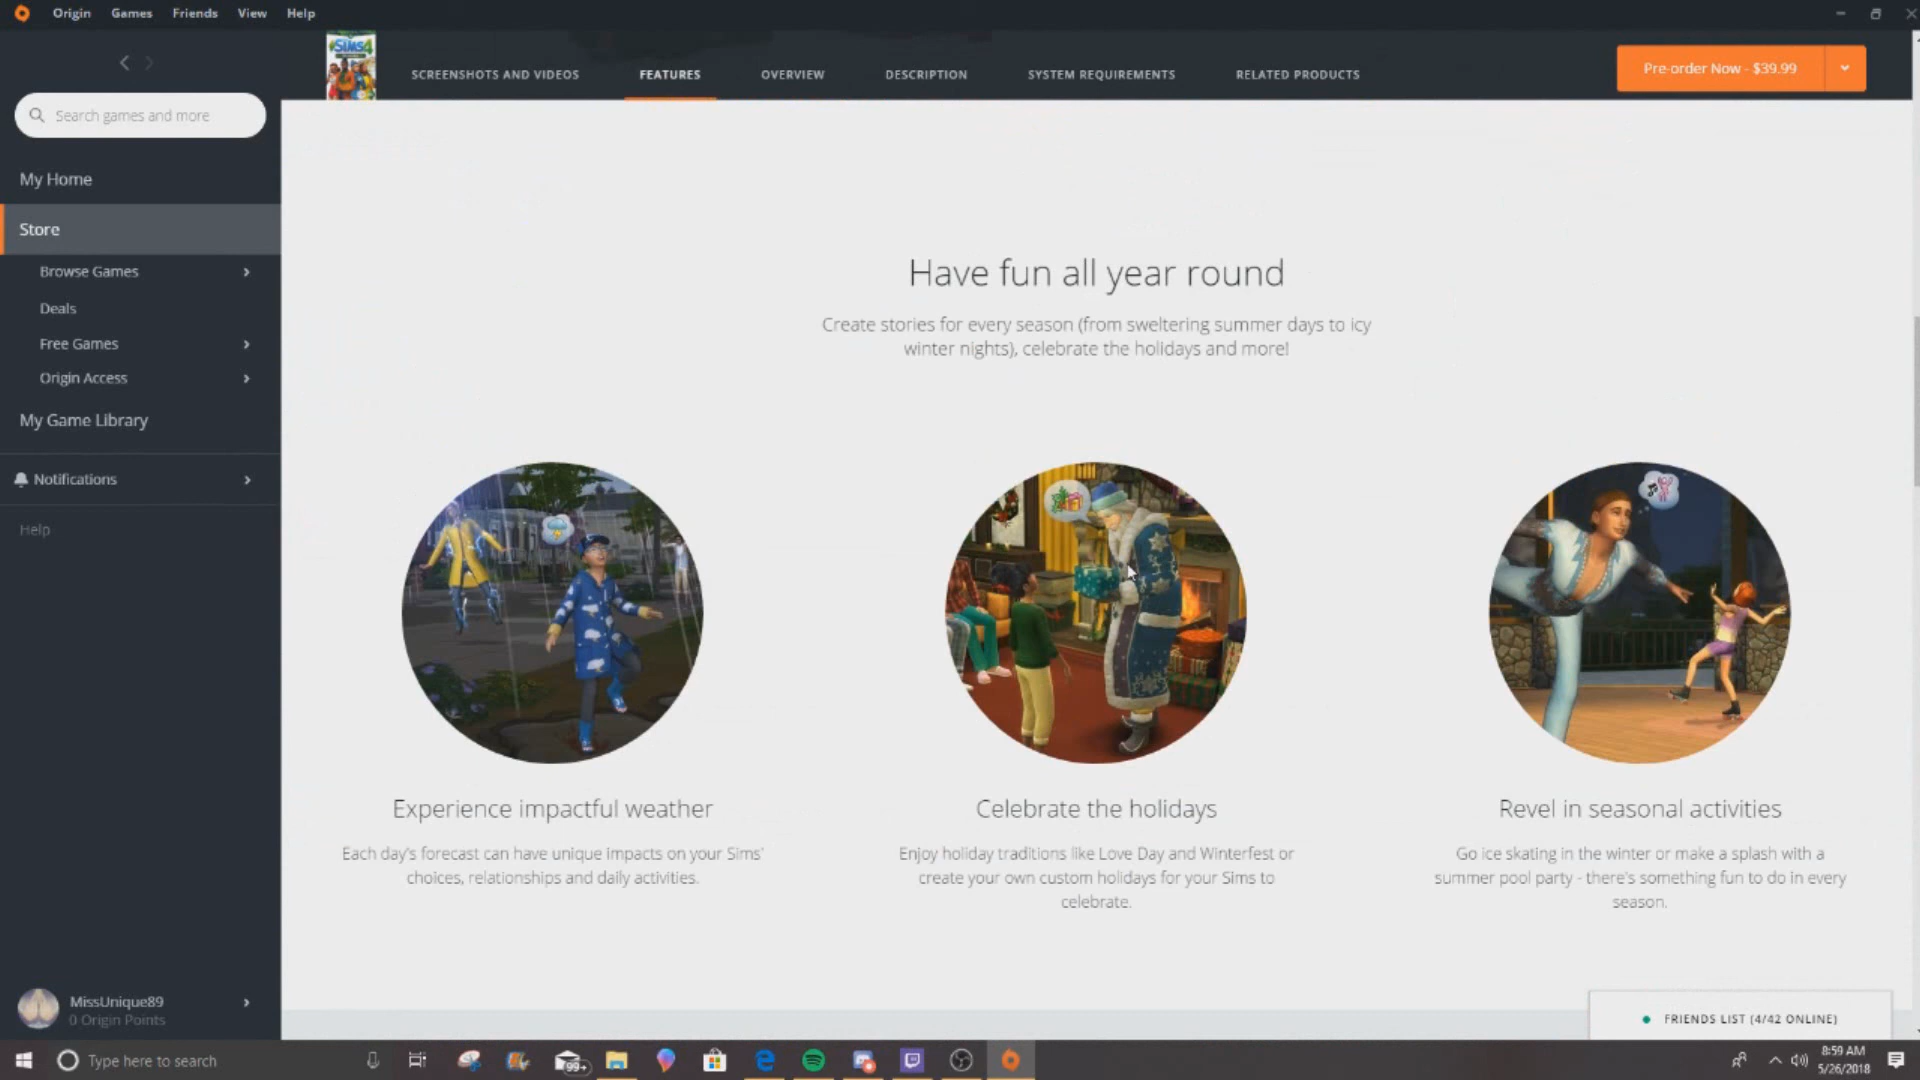 Origin Games Friends View Help
SIMS 4
SCREENSHOTS AND VIDEOS FEATURES OVERVIEW DESCRIPTION SYSTEM REQUIREMENTS RELATED PRODUCTS
Pre-order Now - $39.99
Search games and more
My Home
Store
Browse Games
Deals
Free Games
Origin Access
My Game Library
Notifications
Help
Have fun all year round
Create stories for every season (from sweltering summer days to icy
winter nights), celebrate the holidays and more!
Experience impactful weather
Each day's forecast can have unique impacts on your Sims'
choices, relationships and daily activities.
Celebrate the holidays
Enjoy holiday traditions like Love Day and Winterfest or
create your own custom holidays for your Sims to
celebrate.
Revel in seasonal activities
Go ice skating in the winter or make a splash with a
summer pool party - there's something fun to do in every
season.
MissUnique89
0 Origin Points
FRIENDS LIST (4/42 ONLINE)
Type here to search
99+
8:59 AM
5/26/2018